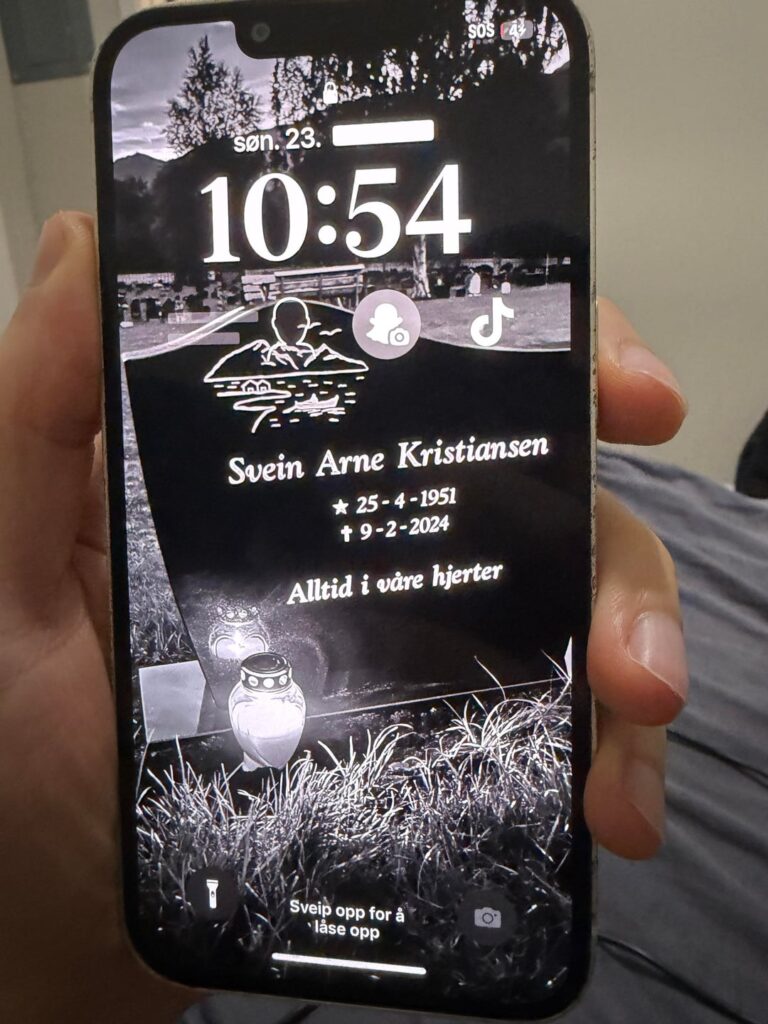 SOS 4
søn. 23.
10:54
Svein Arne Kristiansen
★ 25-4-1951
✝ 9-2-2024
Alltid i våre hjerter
Sveip opp for å
låse opp